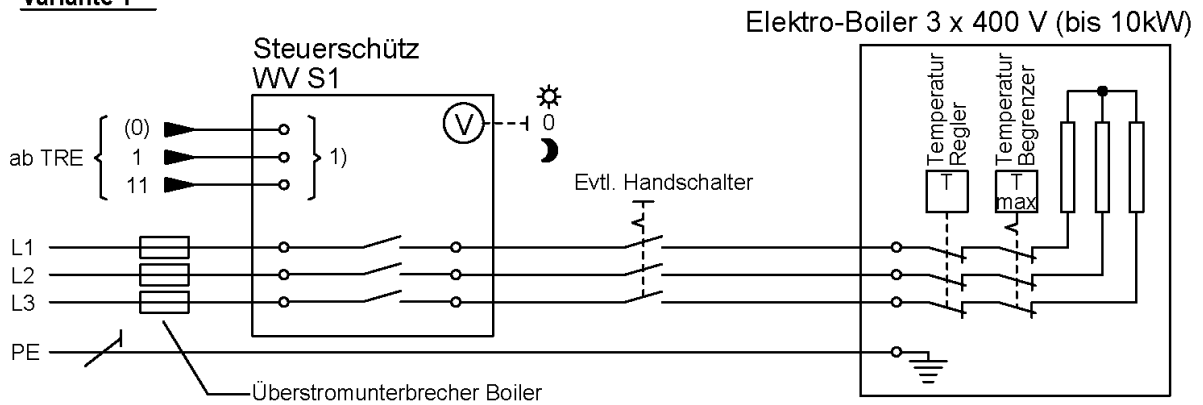 Variante 1
Elektro-Boiler 3 x 400 V (bis 10kW)
Steuerschütz
WV S1
Temperatur
Regler
Temperatur
Begrenzer
(0)
V
0
ab TRE
1
1)
11
Evtl. Handschalter
T
T
max
L1
L2
L3
PE
Überstromunterbrecher Boiler